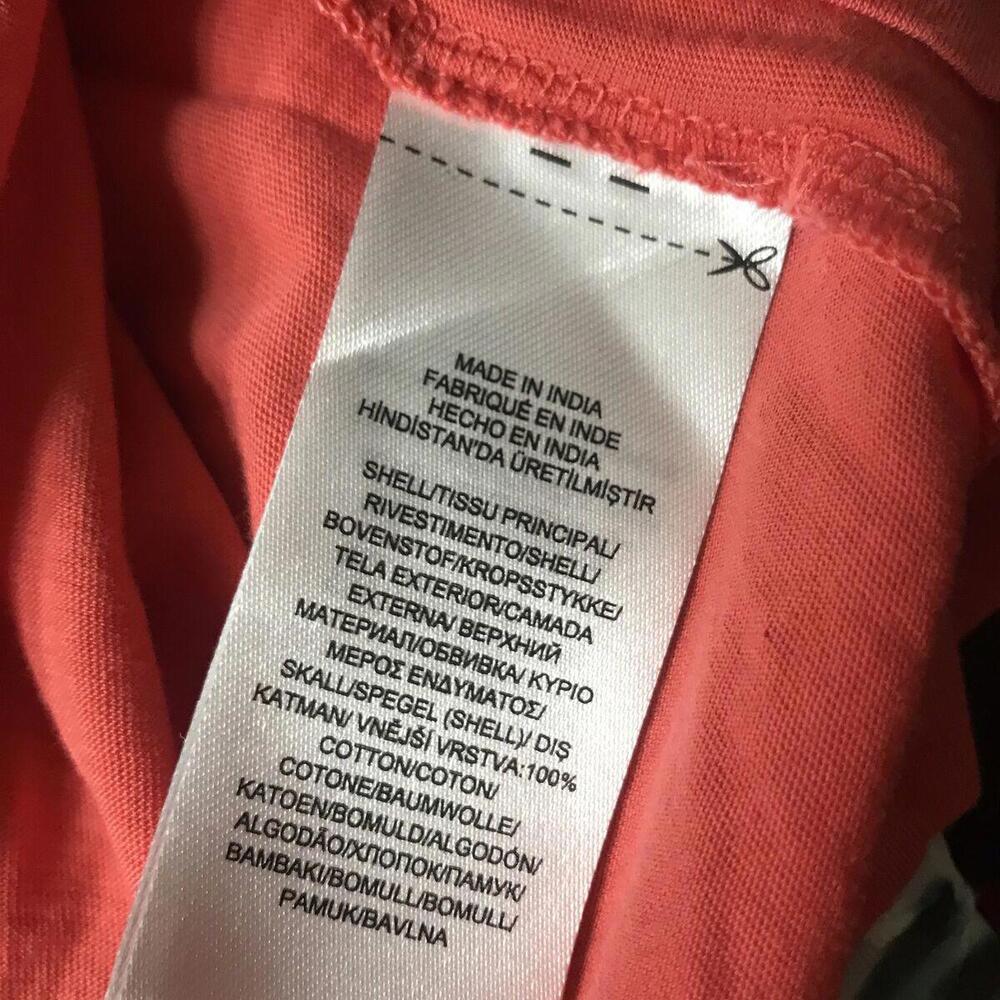 MADE IN INDIA
FABRIQUÉ EN INDE
HECHO EN INDIA
HİNDİSTAN'DA ÜRETİLMİŞTİR
SHELL/TISSU PRINCIPAL/
RIVESTIMENTO/SHELL/
BOVENSTOF/KROPSSTYKKE/
TELA EXTERIOR/CAMADA
EXTERNA/ ВЕРХНИЙ
МАТЕРИАЛ/ОБВИВКА/ ΚΥΡΙΟ
ΜΕΡΟΣ ΕΝΔΥΜΑΤΟΣ/
SKALL/SPEGEL (SHELL)/ DIŞ
KATMAN/ VNĚJŠÍ VRSTVA:100%
COTTON/COTON/
COTONE/BAUMWOLLE/
KATOEN/BOMULD/ALGODÓN/
ALGODÃO/ХЛОПОК/ПАМУК/
BAMBAKI/BOMULL/BOMULL/
PAMUK/BAVLNA